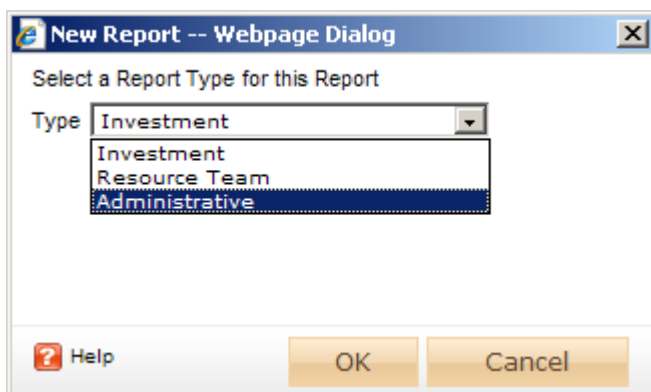 New Report -- Webpage Dialog
Select a Report Type for this Report
Type Investment
Investment
Resource Team
Administrative
Help OK Cancel